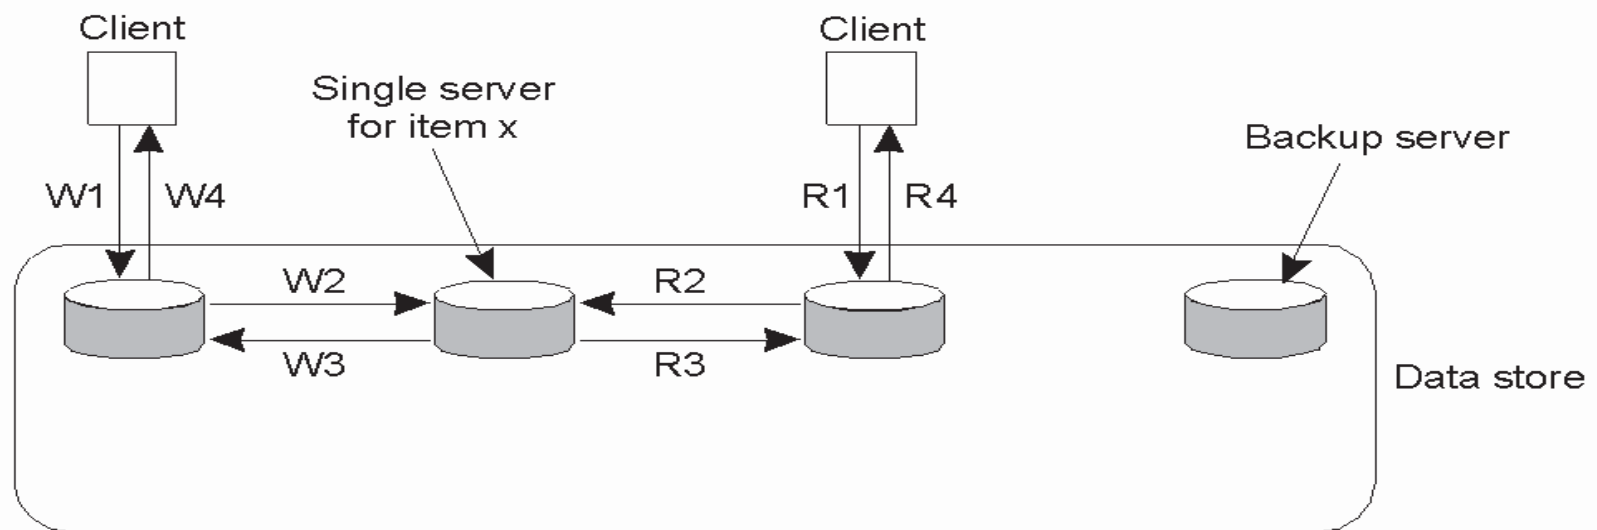 Client
Client
Single server
for item x
Backup server
W1
W4
R1
R4
W2
R2
W3
R3
Data store